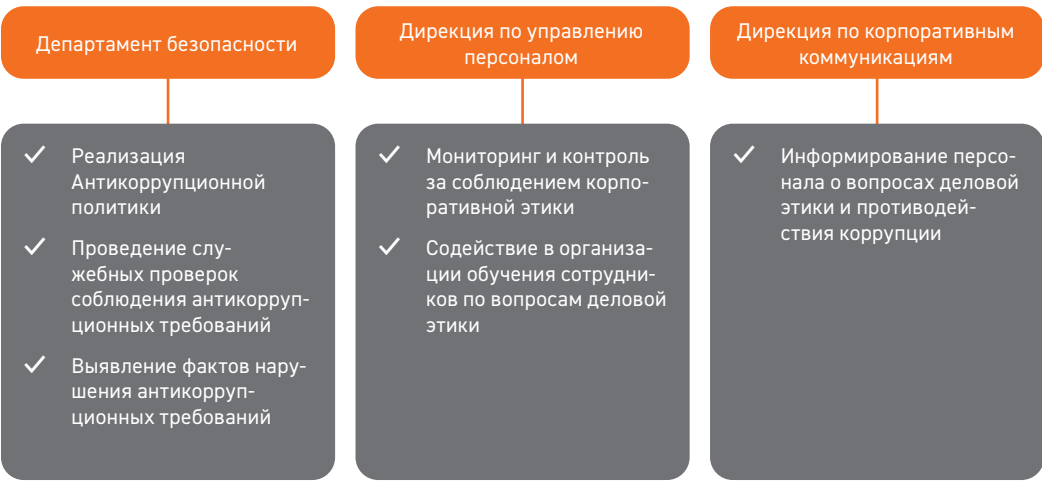 Департамент безопасности
Реализация
Антикоррупционной
политики
Проведение слу-
жебных проверок
соблюдения антикорруп-
ционных требований
Выявление фактов нару-
шения антикорруп-
ционных требований
Дирекция по управлению
персоналом
Мониторинг и контроль
за соблюдением корпо-
ративной этики
Содействие в организа-
ции обучения сотрудни-
ков по вопросам деловой
этики
Дирекция по корпоративным
коммуникациям
Информирование персо-
нала о вопросах деловой
этики и противодей-
ствия коррупции